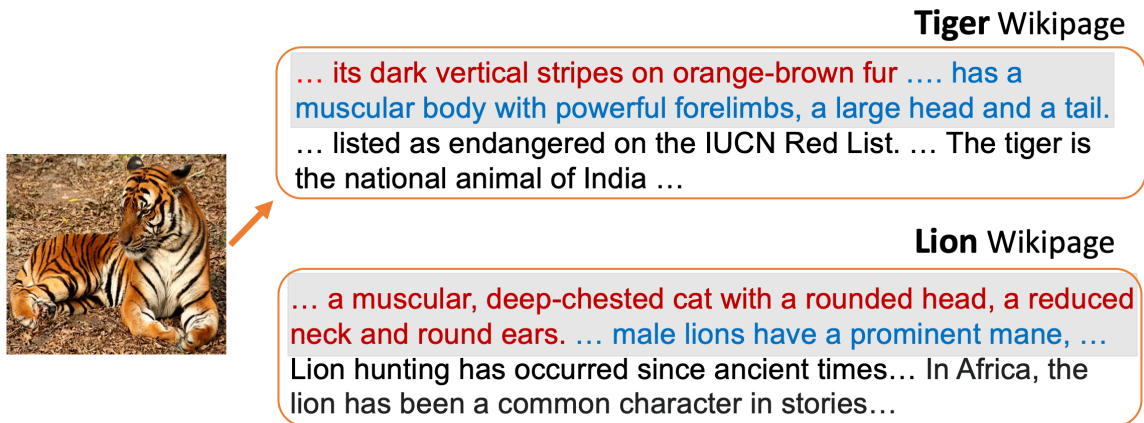 Tiger Wikipage
… its dark vertical stripes on orange-brown fur …. has a
muscular body with powerful forelimbs, a large head and a tail.
… listed as endangered on the IUCN Red List. … The tiger is
the national animal of India …
Lion Wikipage
… a muscular, deep-chested cat with a rounded head, a reduced
neck and round ears. … male lions have a prominent mane, …
Lion hunting has occurred since ancient times… In Africa, the
lion has been a common character in stories…